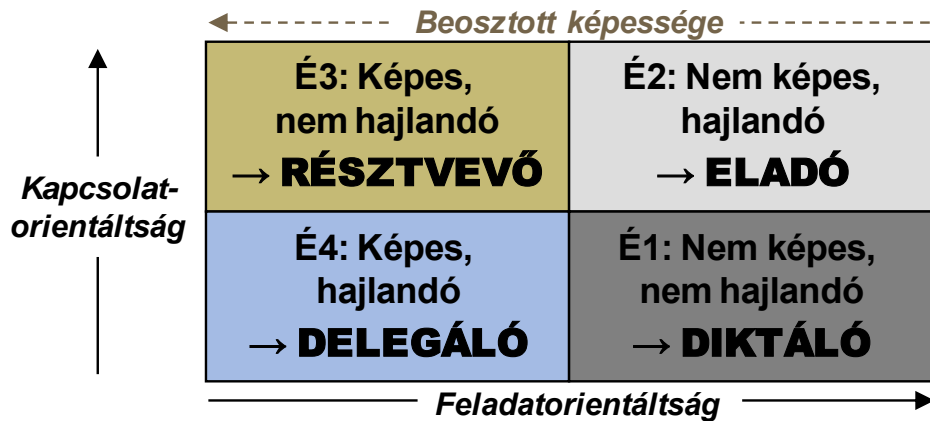 Beosztott képessége
É3: Képes,
nem hajlandó
→ RÉSZTVEVŐ
É2: Nem képes,
hajlandó
→ ELADÓ
Kapcsolat-
orientáltság
É4: Képes,
hajlandó
→ DELEGÁLÓ
É1: Nem képes,
nem hajlandó
→ DIKTÁLÓ
Feladatorientáltság